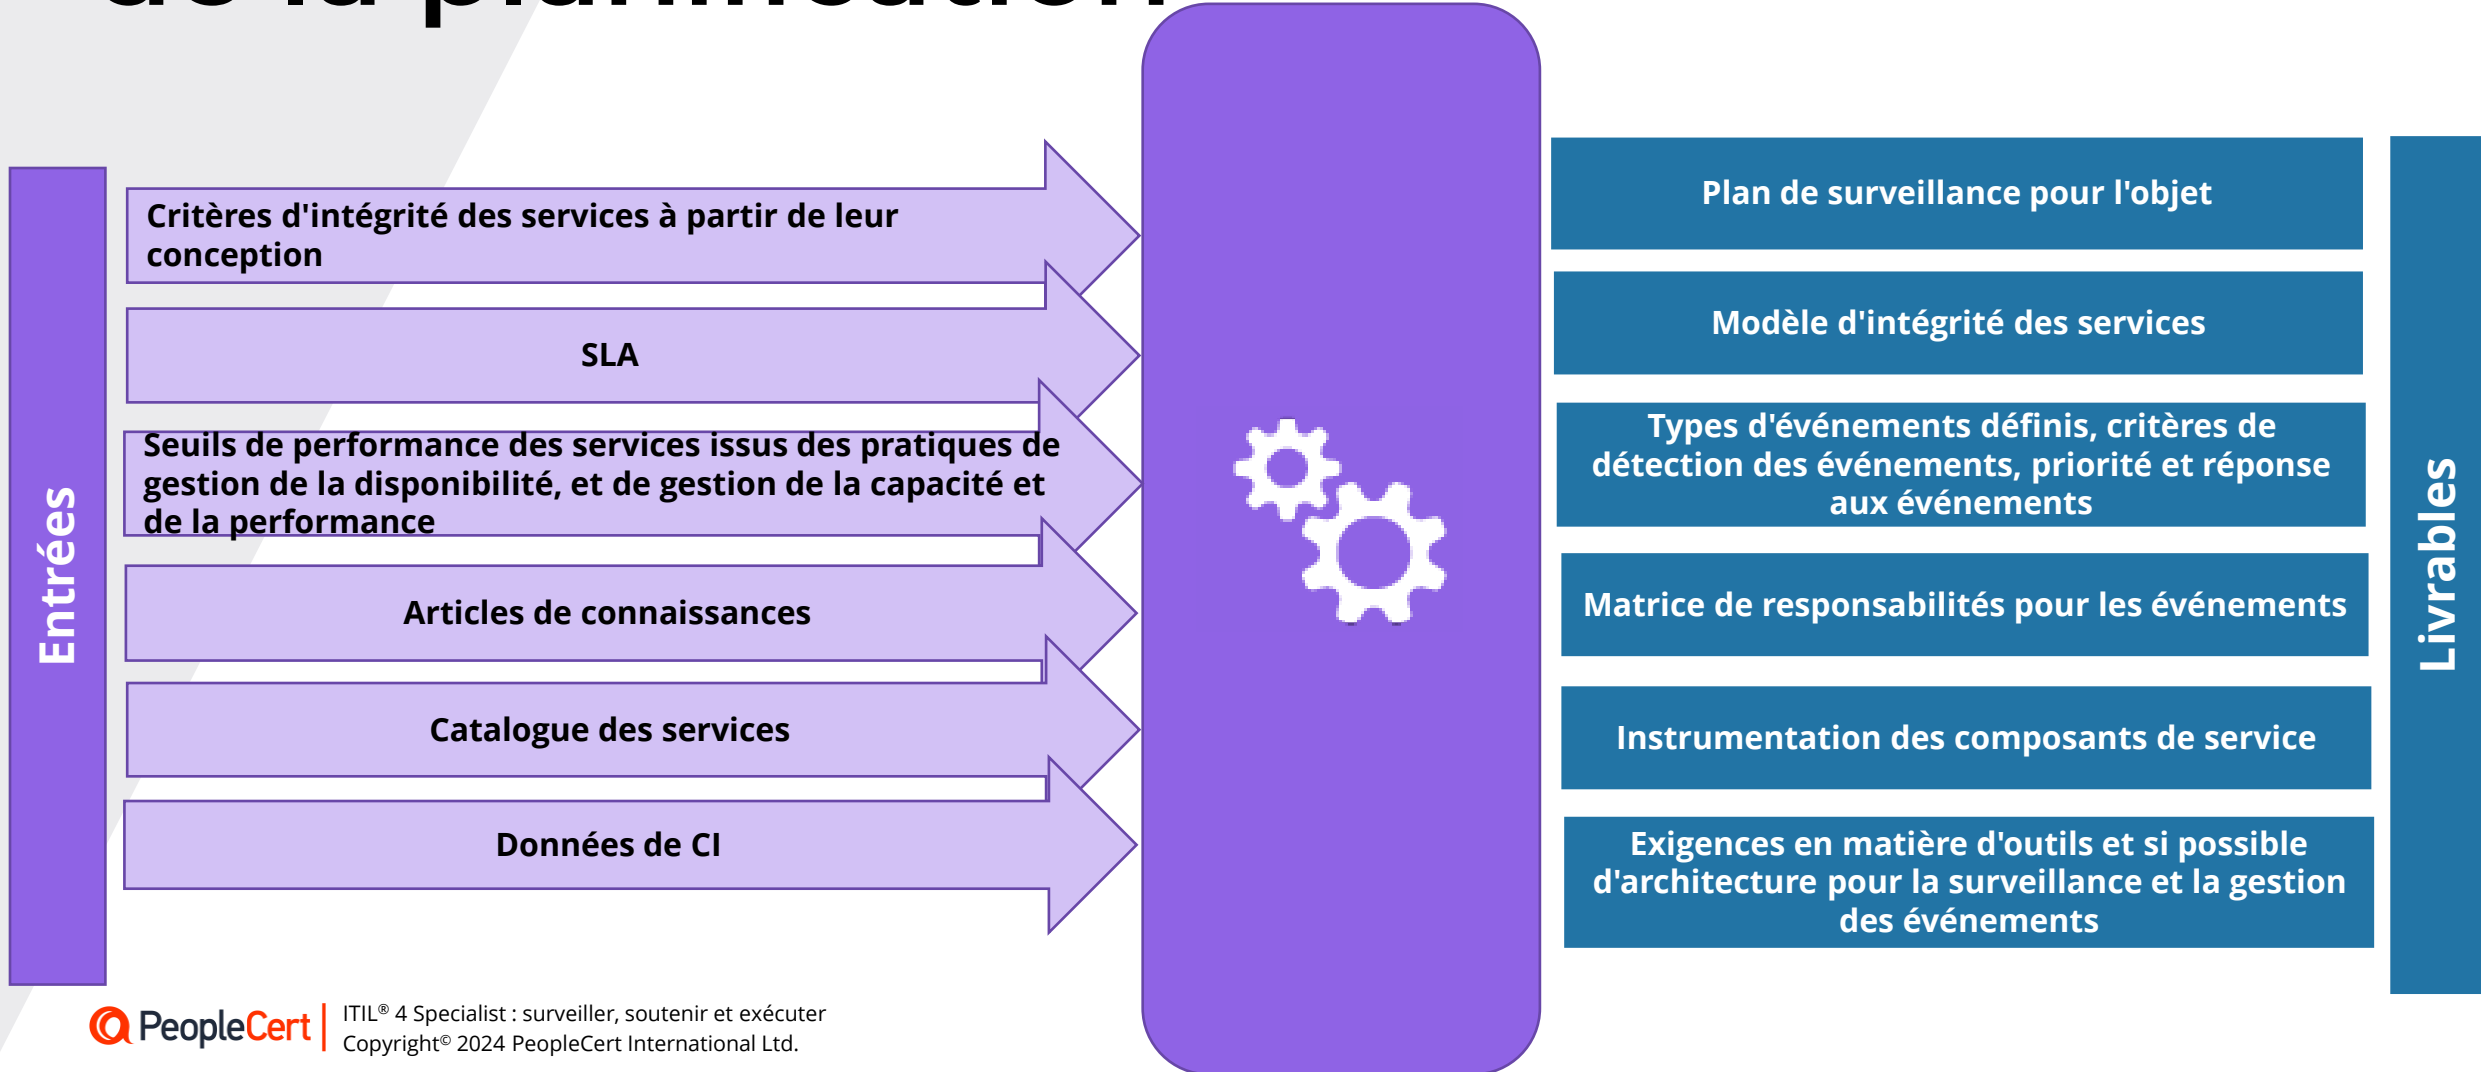 de la planification
Entrées
Critères d'intégrité des services à partir de leur
conception
SLA
Seuils de performance des services issus des pratiques de
gestion de la disponibilité, et de gestion de la capacité et
de la performance
Articles de connaissances
Catalogue des services
Données de CI
Plan de surveillance pour l'objet
Modèle d'intégrité des services
Types d'événements définis, critères de
détection des événements, priorité et réponse
aux événements
Matrice de responsabilités pour les événements
Instrumentation des composants de service
Exigences en matière d'outils et si possible
d'architecture pour la surveillance et la gestion
des événements
Livrables
PeopleCert
ITIL® 4 Specialist : surveiller, soutenir et exécuter
Copyright© 2024 PeopleCert International Ltd.